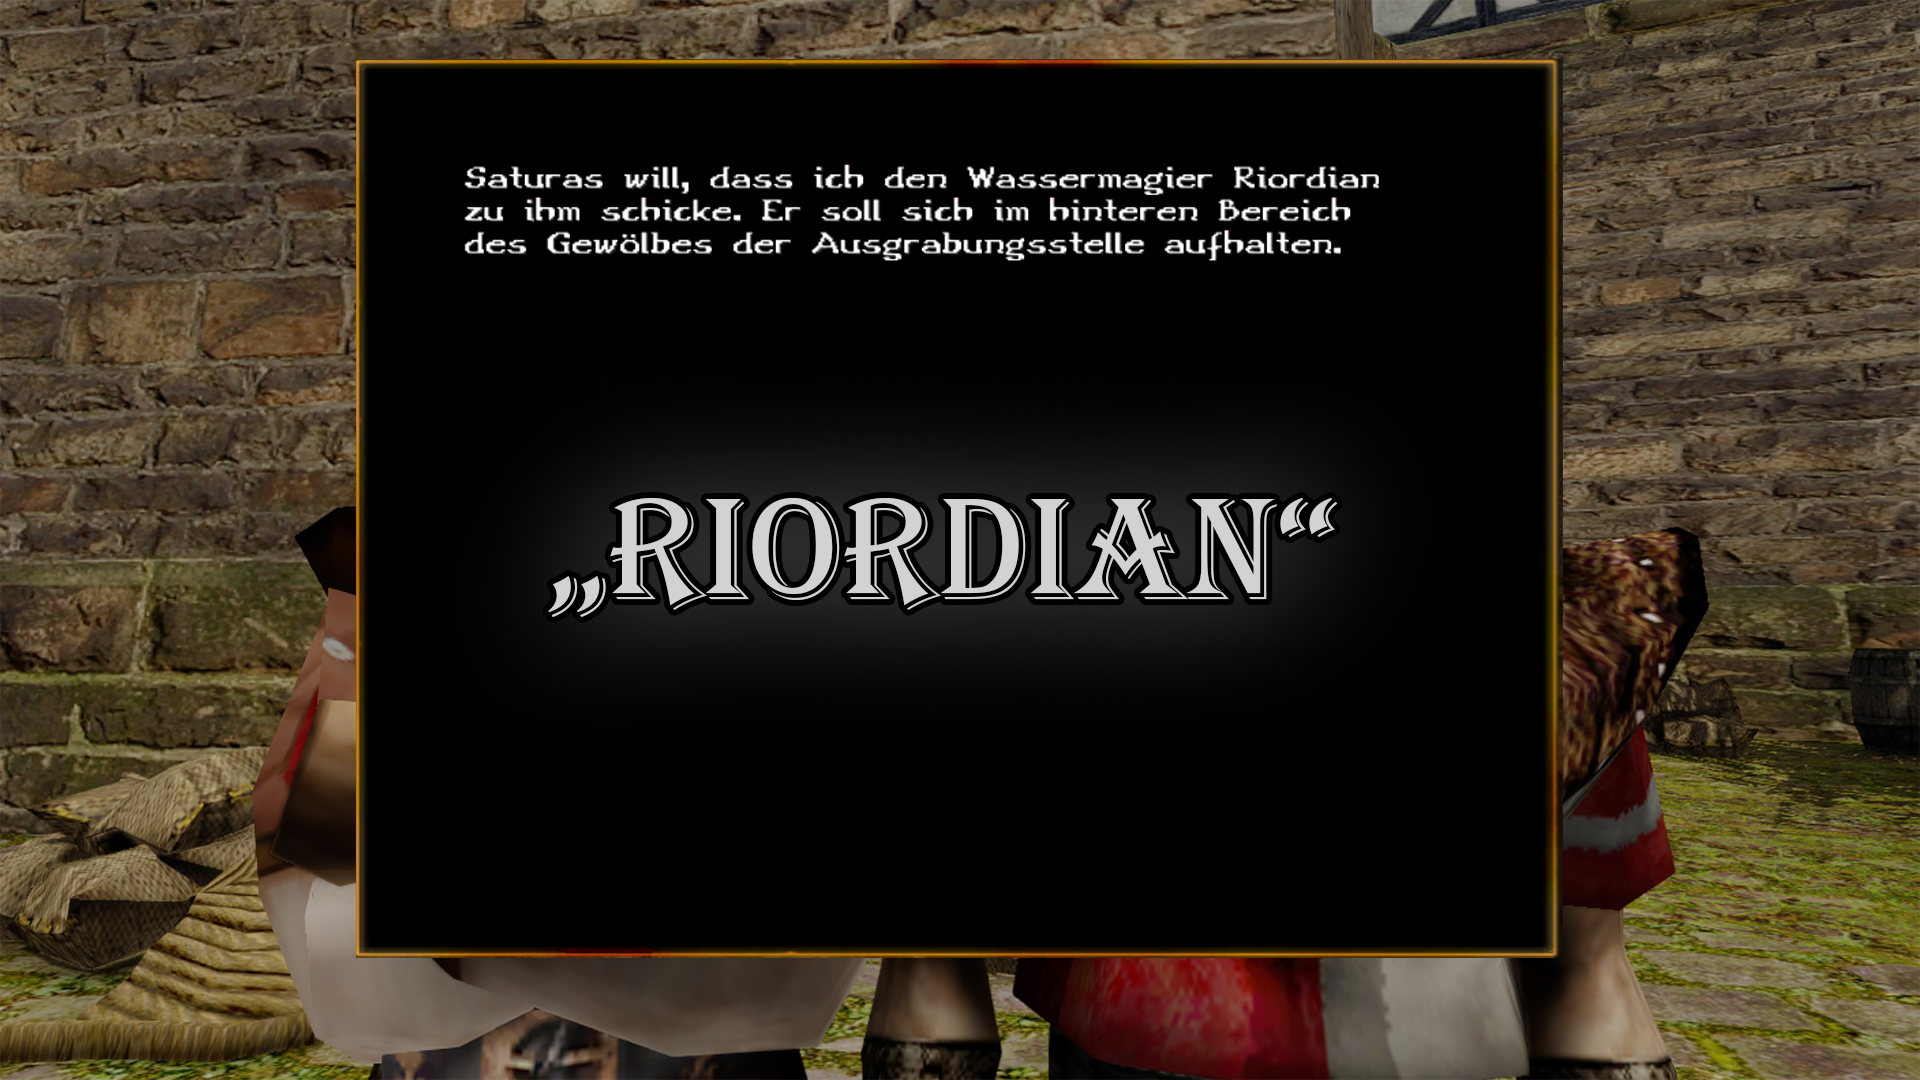 Saturas will, dass ich den Wassermagier Riordian
zu ihm schicke. Er soll sich im hinteren Bereich
des Gewölbes der Ausgrabungsstelle aufhalten.
„RIORDIAN“